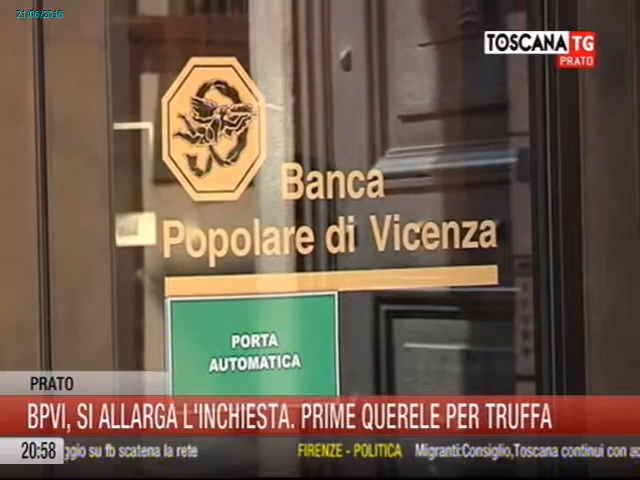 21/06/2016
TOSCANA TG
PRATO
Banca
Popolare di Vicenza
PORTA
AUTOMATICA
PRATO
BPVI, SI ALLARGA L'INCHIESTA. PRIME QUERELE PER TRUFFA
20:58 ggio su fb scatena la rete FIRENZE - POLITICA Migranti:Consiglio,Toscana continui con ac